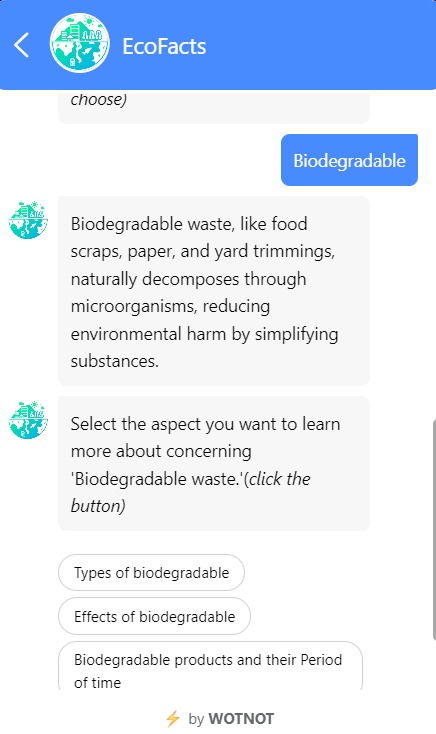 EcoFacts
choose)
Biodegradable
Biodegradable waste, like food
scraps, paper, and yard trimmings,
naturally decomposes through
microorganisms, reducing
environmental harm by simplifying
substances.
Select the aspect you want to learn
more about concerning
'Biodegradable waste.'(click the
button)
Types of biodegradable
Effects of biodegradable
Biodegradable products and their Period
of time
by WOTNOT